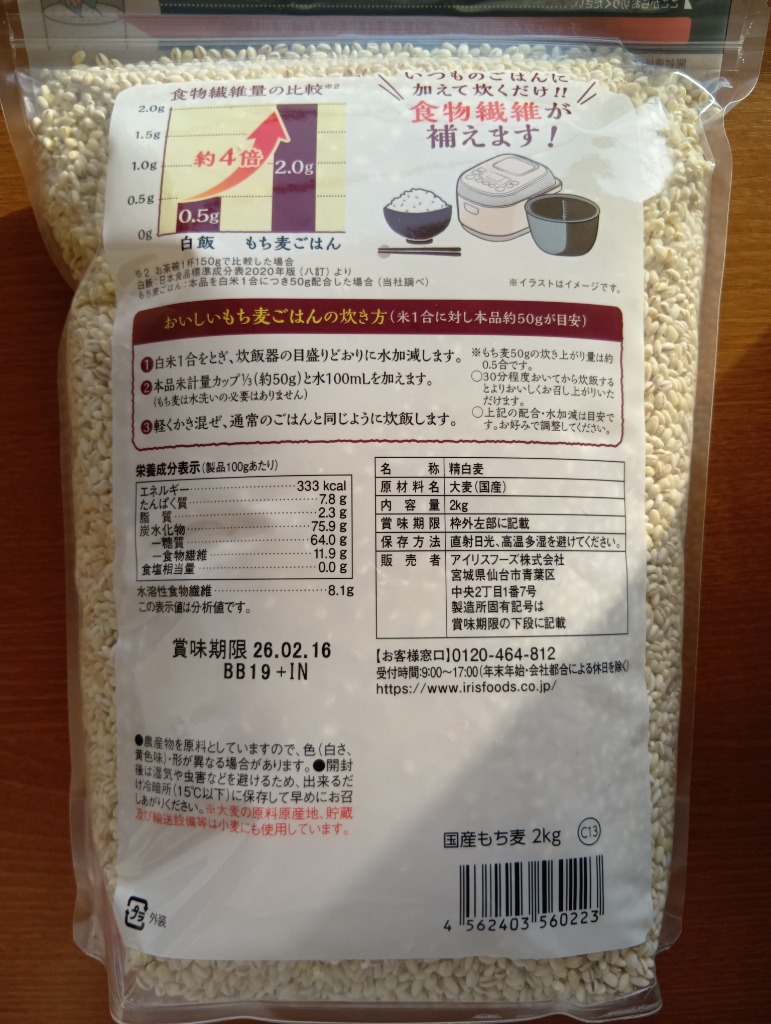 食物繊維量の比較※2
2.0g
1.5g
1.0g
0.5g
0g
約4倍
0.5g
2.0g
白飯 もち麦ごはん
いつものごはんに
加えて炊くだけ!!
食物繊維が
補えます!
※2 お茶碗1杯150gで比較した場合
白飯:日本食品標準成分表2020年版(八訂)より
もち麦ごはん:本品を白米1合につき50g配合した場合(当社調べ)
※イラストはイメージです。
おいしいもち麦ごはんの炊き方(米1合に対し本品約50gが目安)
❶白米1合をとぎ、炊飯器の目盛りどおりに水加減します。
❷本品米計量カップ⅓(約50g)と水100mLを加えます。
(もち麦は水洗いの必要はありません)
❸軽くかき混ぜ、通常のごはんと同じように炊飯します。
※もち麦50gの炊き上がり量は約
0.5合です。
○30分程度おいてから炊飯する
とよりおいしくお召し上がりいた
だけます。
○上記の配合・水加減は目安で
す。お好みで調整してください。
栄養成分表示(製品100gあたり)
エネルギー 333 kcal
たんぱく質 7.8 g
脂 質 2.3 g
炭水化物 75.9 g
ー糖質 64.0 g
ー食物繊維 11.9 g
食塩相当量 0.0 g
水溶性食物繊維 8.1g
この表示値は分析値です。
名 称 精白麦
原材料名 大麦(国産)
内容量 2kg
賞味期限 枠外左部に記載
保存方法 直射日光、高温多湿を避けてください。
販売者 アイリスフーズ株式会社
宮城県仙台市青葉区
中央2丁目1番7号
製造所固有記号は
賞味期限の下段に記載
賞味期限 26.02.16
BB19+IN
【お客様窓口】0120-464-812
受付時間:9:00〜17:00(年末年始・会社都合による休日を除く)
https://www.irisfoods.co.jp/
●農産物を原料としていますので、色(白さ、
黄色味)・形が異なる場合があります。●開封
後は湿気や虫害などを避けるため、出来るだ
け冷暗所(15℃以下)に保存して早めにお召
しあがりください。※大麦の原料原産地、貯蔵
及び輸送設備等は小麦にも使用しています。
国産もち麦 2kg C13
4 562403 560223
プラ 外装